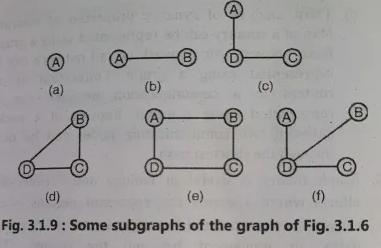 A
D C
A
A B
(a) (b) (c)
A B
B
A B
D C
D C
D C
(d) (e) (f)
Fig. 3.1.9 : Some subgraphs of the graph of Fig. 3.1.6